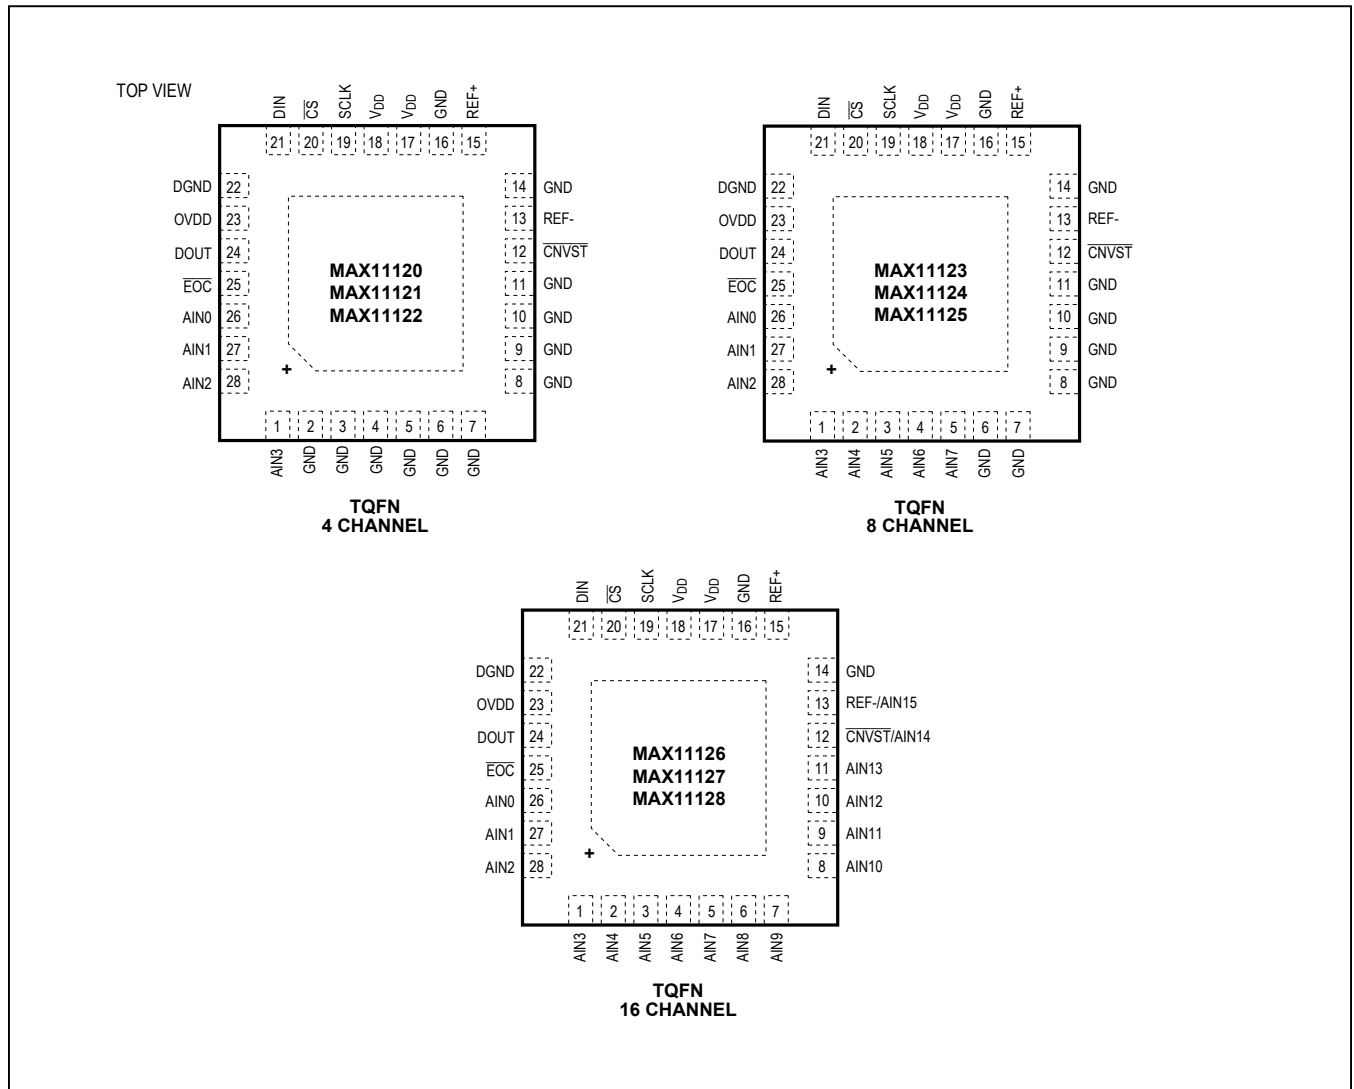 TOP VIEW
DIN C̅S̅ SCLK VDD VDD GND REF+
21 20 19 18 17 16 15
DGND 22 14 GND
OVDD 23 13 REF-
DOUT 24 12 C̅N̅V̅S̅T̅
E̅O̅C̅ 25 11 GND
AIN0 26 10 GND
AIN1 27 9 GND
AIN2 28 8 GND
MAX11120
MAX11121
MAX11122
+
1 2 3 4 5 6 7
AIN3 GND GND GND GND GND GND
TQFN
4 CHANNEL
DIN C̅S̅ SCLK VDD VDD GND REF+
21 20 19 18 17 16 15
DGND 22 14 GND
OVDD 23 13 REF-
DOUT 24 12 C̅N̅V̅S̅T̅
E̅O̅C̅ 25 11 GND
AIN0 26 10 GND
AIN1 27 9 GND
AIN2 28 8 GND
MAX11123
MAX11124
MAX11125
+
1 2 3 4 5 6 7
AIN3 AIN4 AIN5 AIN6 AIN7 GND GND
TQFN
8 CHANNEL
DIN C̅S̅ SCLK VDD VDD GND REF+
21 20 19 18 17 16 15
DGND 22 14 GND
OVDD 23 13 REF-/AIN15
DOUT 24 12 C̅N̅V̅S̅T̅/AIN14
E̅O̅C̅ 25 11 AIN13
AIN0 26 10 AIN12
AIN1 27 9 AIN11
AIN2 28 8 AIN10
MAX11126
MAX11127
MAX11128
+
1 2 3 4 5 6 7
AIN3 AIN4 AIN5 AIN6 AIN7 AIN8 AIN9
TQFN
16 CHANNEL